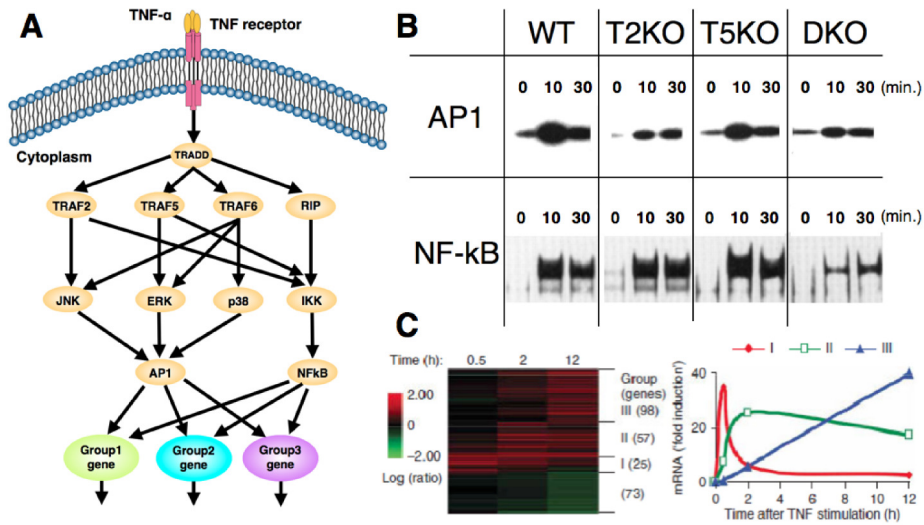 A
TNF-α
TNF receptor
Cytoplasm
TRADD
TRAF2 TRAF5 TRAF6 RIP
JNK ERK p38 IKK
AP1 NFkB
Group1 gene
Group2 gene
Group3 gene
B
WT T2KO T5KO DKO
0 10 30 0 10 30 0 10 30 0 10 30 (min.)
AP1
0 10 30 0 10 30 0 10 30 0 10 30 (min.)
NF-kB
C
Time (h): 0.5 2 12
2.00
0
−2.00
Log (ratio)
Group
(genes)
III (98)
II (57)
I (25)
(73)
I II III
mRNA (*fold induction)
40
20
0
0 2 4 6 8 10 12
Time after TNF stimulation (h)